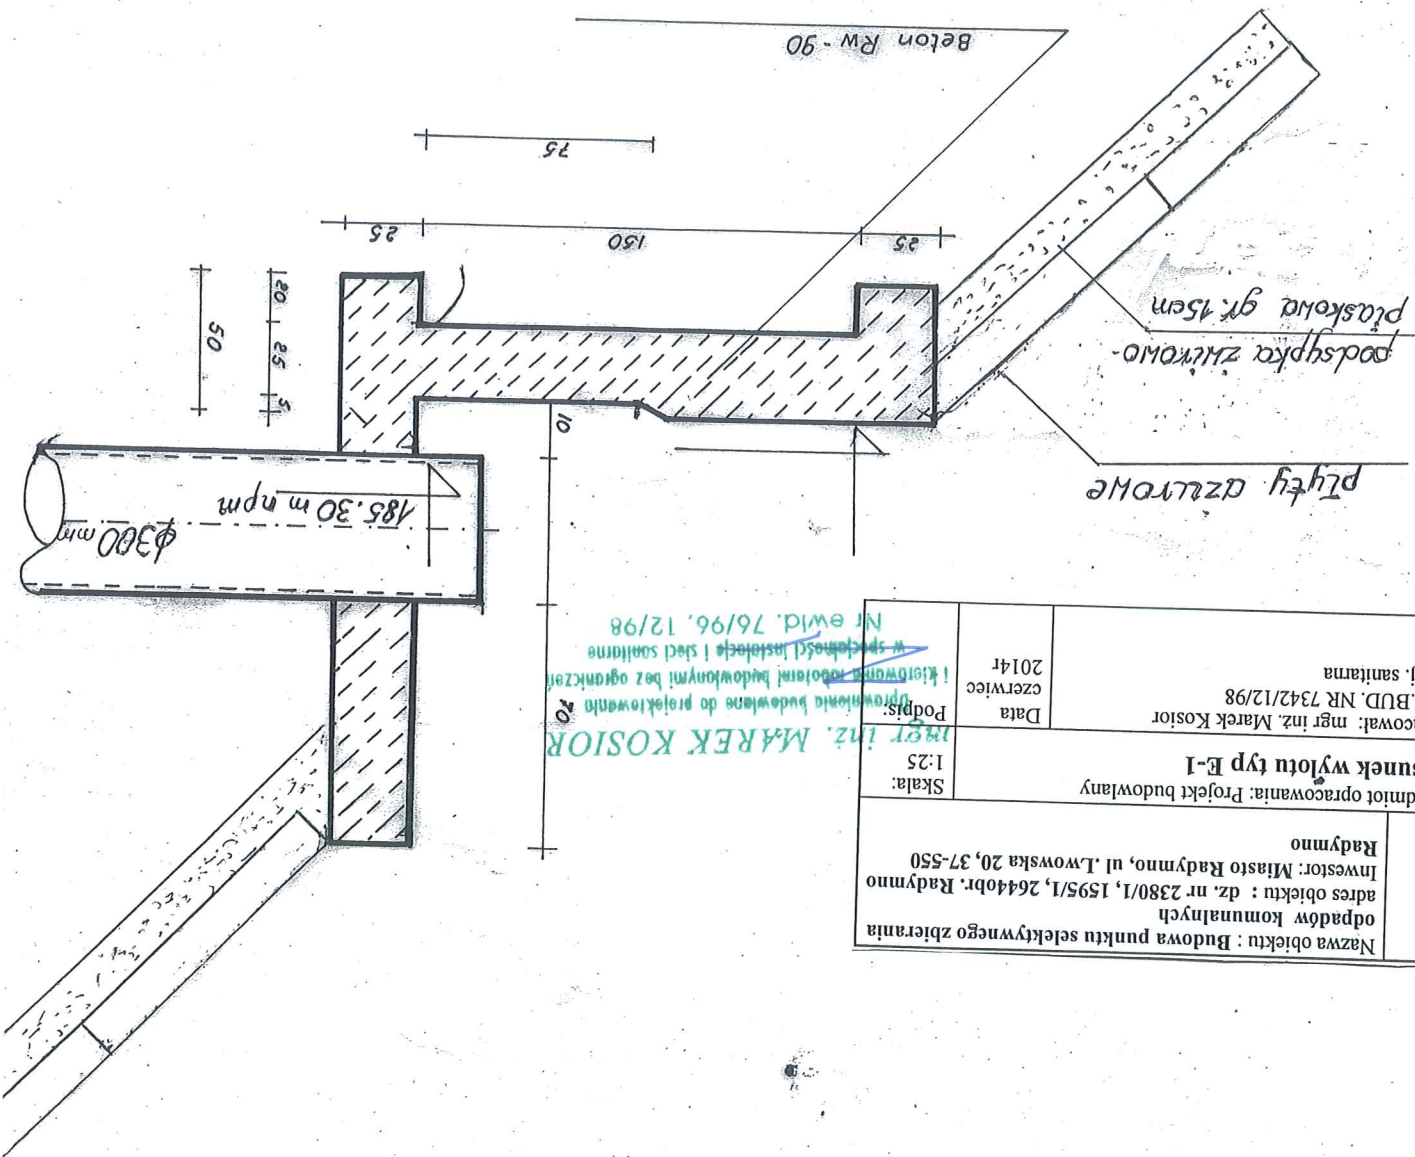 Nazwa obiektu : Budowa punktu selektywnego zbierania
odpadów komunalnych
adres obiektu : dz. nr 2380/1, 1595/1, 2644obr. Radymno
Inwestor: Miasto Radymno, ul .Lwowska 20, 37-550
Radymno
dmiot opracowania: Projekt budowlany
sunek wylotu typ E-1
Skala:
1:25
cował: mgr inż. Marek Kosior
.BUD. NR 7342/12/98
j. sanitarna
Data
czerwiec
2014r
Podpis:
mgr inż. MAREK KOSIOR
Uprawnienia budowlane do projektowania
i kierowania robotami budowlanymi bez ograniczeń
w specjalności instalacje i sieci sanitarne
Nr ewid. 76/96, 12/98
70
płyty ażurowe
φ300 mm
185.30 m npm
10
podsypka żwirowo-
piaskowa gr. 15cm
5
25
20
50
25
150
25
75
Beton Rw - 90